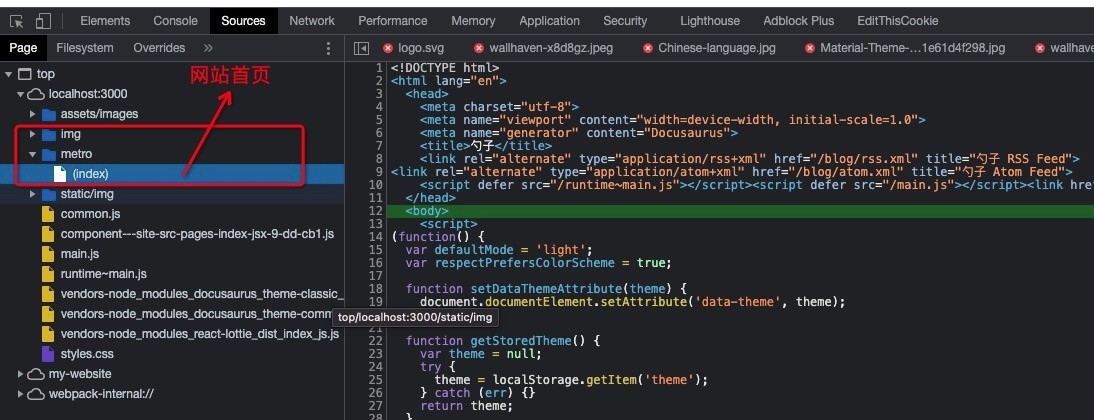 Elements Console Sources Network Performance Memory Application Security Lighthouse Adblock Plus EditThisCookie
Page Filesystem Overrides »
logo.svg wallhaven-x8d8gz.jpeg Chinese-language.jpg Material-Theme-…1e61d4f298.jpg wallhave
top
localhost:3000
assets/images
img
metro
(index)
static/img
common.js
component---site-src-pages-index-jsx-9-dd-cb1.js
main.js
runtime~main.js
vendors-node_modules_docusaurus_theme-classic_
vendors-node_modules_docusaurus_theme-comm
vendors-node_modules_react-lottie_dist_index_js.js
styles.css
my-website
webpack-internal://
网站首页
top/localhost:3000/static/img
1 <!DOCTYPE html>
2 <html lang="en">
3 <head>
4 <meta charset="utf-8">
5 <meta name="viewport" content="width=device-width, initial-scale=1.0">
6 <meta name="generator" content="Docusaurus">
7 <title>勺子</title>
8 <link rel="alternate" type="application/rss+xml" href="/blog/rss.xml" title="勺子 RSS Feed">
9 <link rel="alternate" type="application/atom+xml" href="/blog/atom.xml" title="勺子 Atom Feed">
10 <script defer src="/runtime~main.js"></script><script defer src="/main.js"></script><link hre
11 </head>
12 <body>
13 <script>
14 (function() {
15 var defaultMode = 'light';
16 var respectPrefersColorScheme = true;
17
18 function setDataThemeAttribute(theme) {
19 document.documentElement.setAttribute('data-theme', theme);
21
22 function getStoredTheme() {
23 var theme = null;
24 try {
25 theme = localStorage.getItem('theme');
26 } catch (err) {}
27 return theme;
28 }